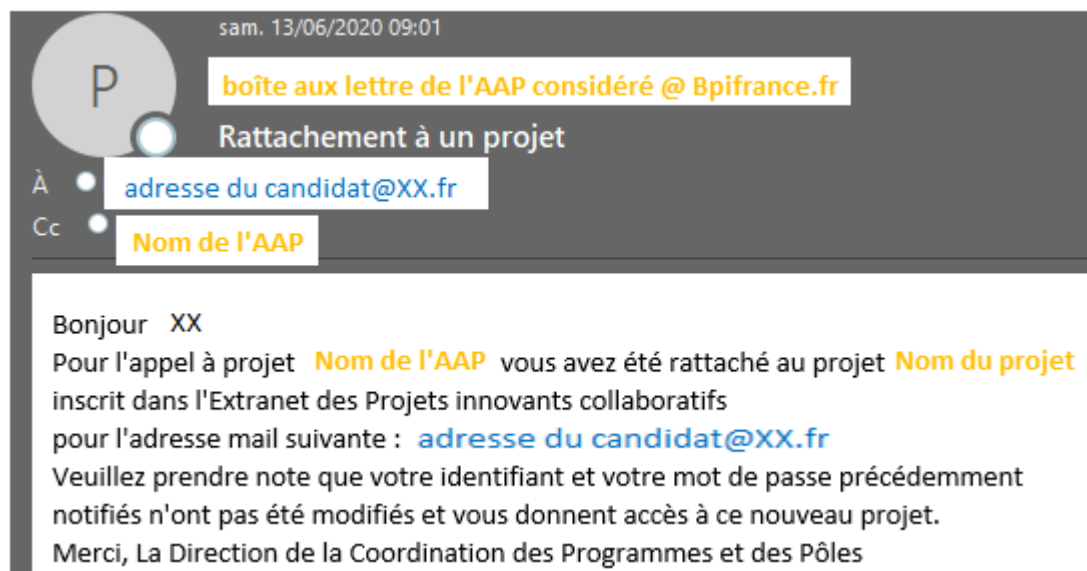 sam. 13/06/2020 09:01
P
boîte aux lettre de l'AAP considéré @ Bpifrance.fr
Rattachement à un projet
À adresse du candidat@XX.fr
Cc Nom de l'AAP
Bonjour XX
Pour l'appel à projet Nom de l'AAP vous avez été rattaché au projet Nom du projet
inscrit dans l'Extranet des Projets innovants collaboratifs
pour l'adresse mail suivante : adresse du candidat@XX.fr
Veuillez prendre note que votre identifiant et votre mot de passe précédemment
notifiés n'ont pas été modifiés et vous donnent accès à ce nouveau projet.
Merci, La Direction de la Coordination des Programmes et des Pôles